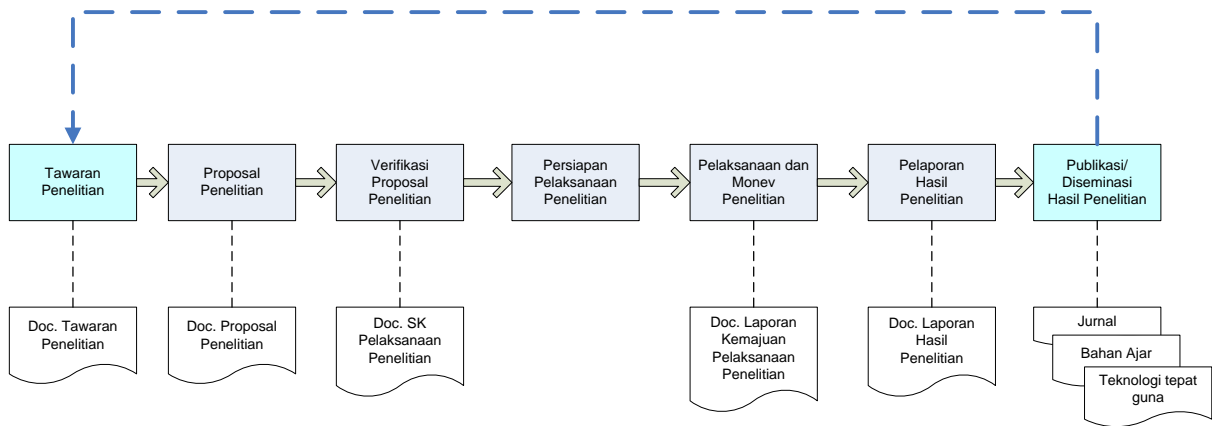 Tawaran
Penelitian
Proposal
Penelitian
Verifikasi
Proposal
Penelitian
Persiapan
Pelaksanaan
Penelitian
Pelaksanaan dan
Monev
Penelitian
Pelaporan
Hasil
Penelitian
Publikasi/
Diseminasi
Hasil Penelitian
Doc. Tawaran
Penelitian
Doc. Proposal
Penelitian
Doc. SK
Pelaksanaan
Penelitian
Doc. Laporan
Kemajuan
Pelaksanaan
Penelitian
Doc. Laporan
Hasil
Penelitian
Jurnal
Bahan Ajar
Teknologi tepat
guna